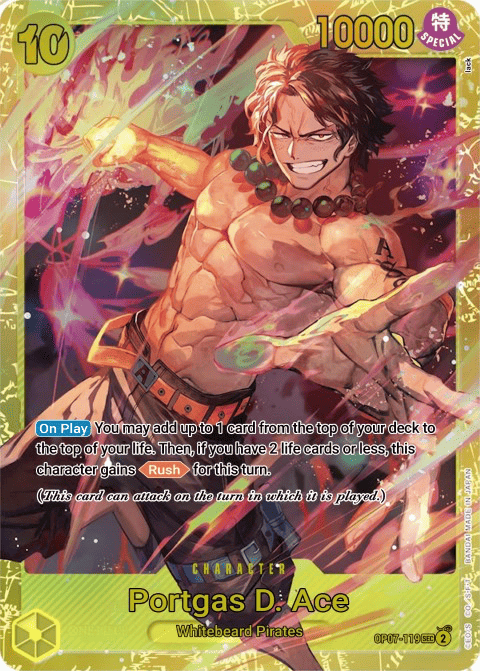 10
10000
特
SPECIAL
lack
On Play You may add up to 1 card from the top of your deck to
the top of your life. Then, if you have 2 life cards or less, this
character gains Rush for this turn.
(This card can attack on the turn in which it is played.)
BANDAI MADE IN JAPAN
CHARACTER
Portgas D. Ace
Whitebeard Pirates
OP07-119 SEC 2